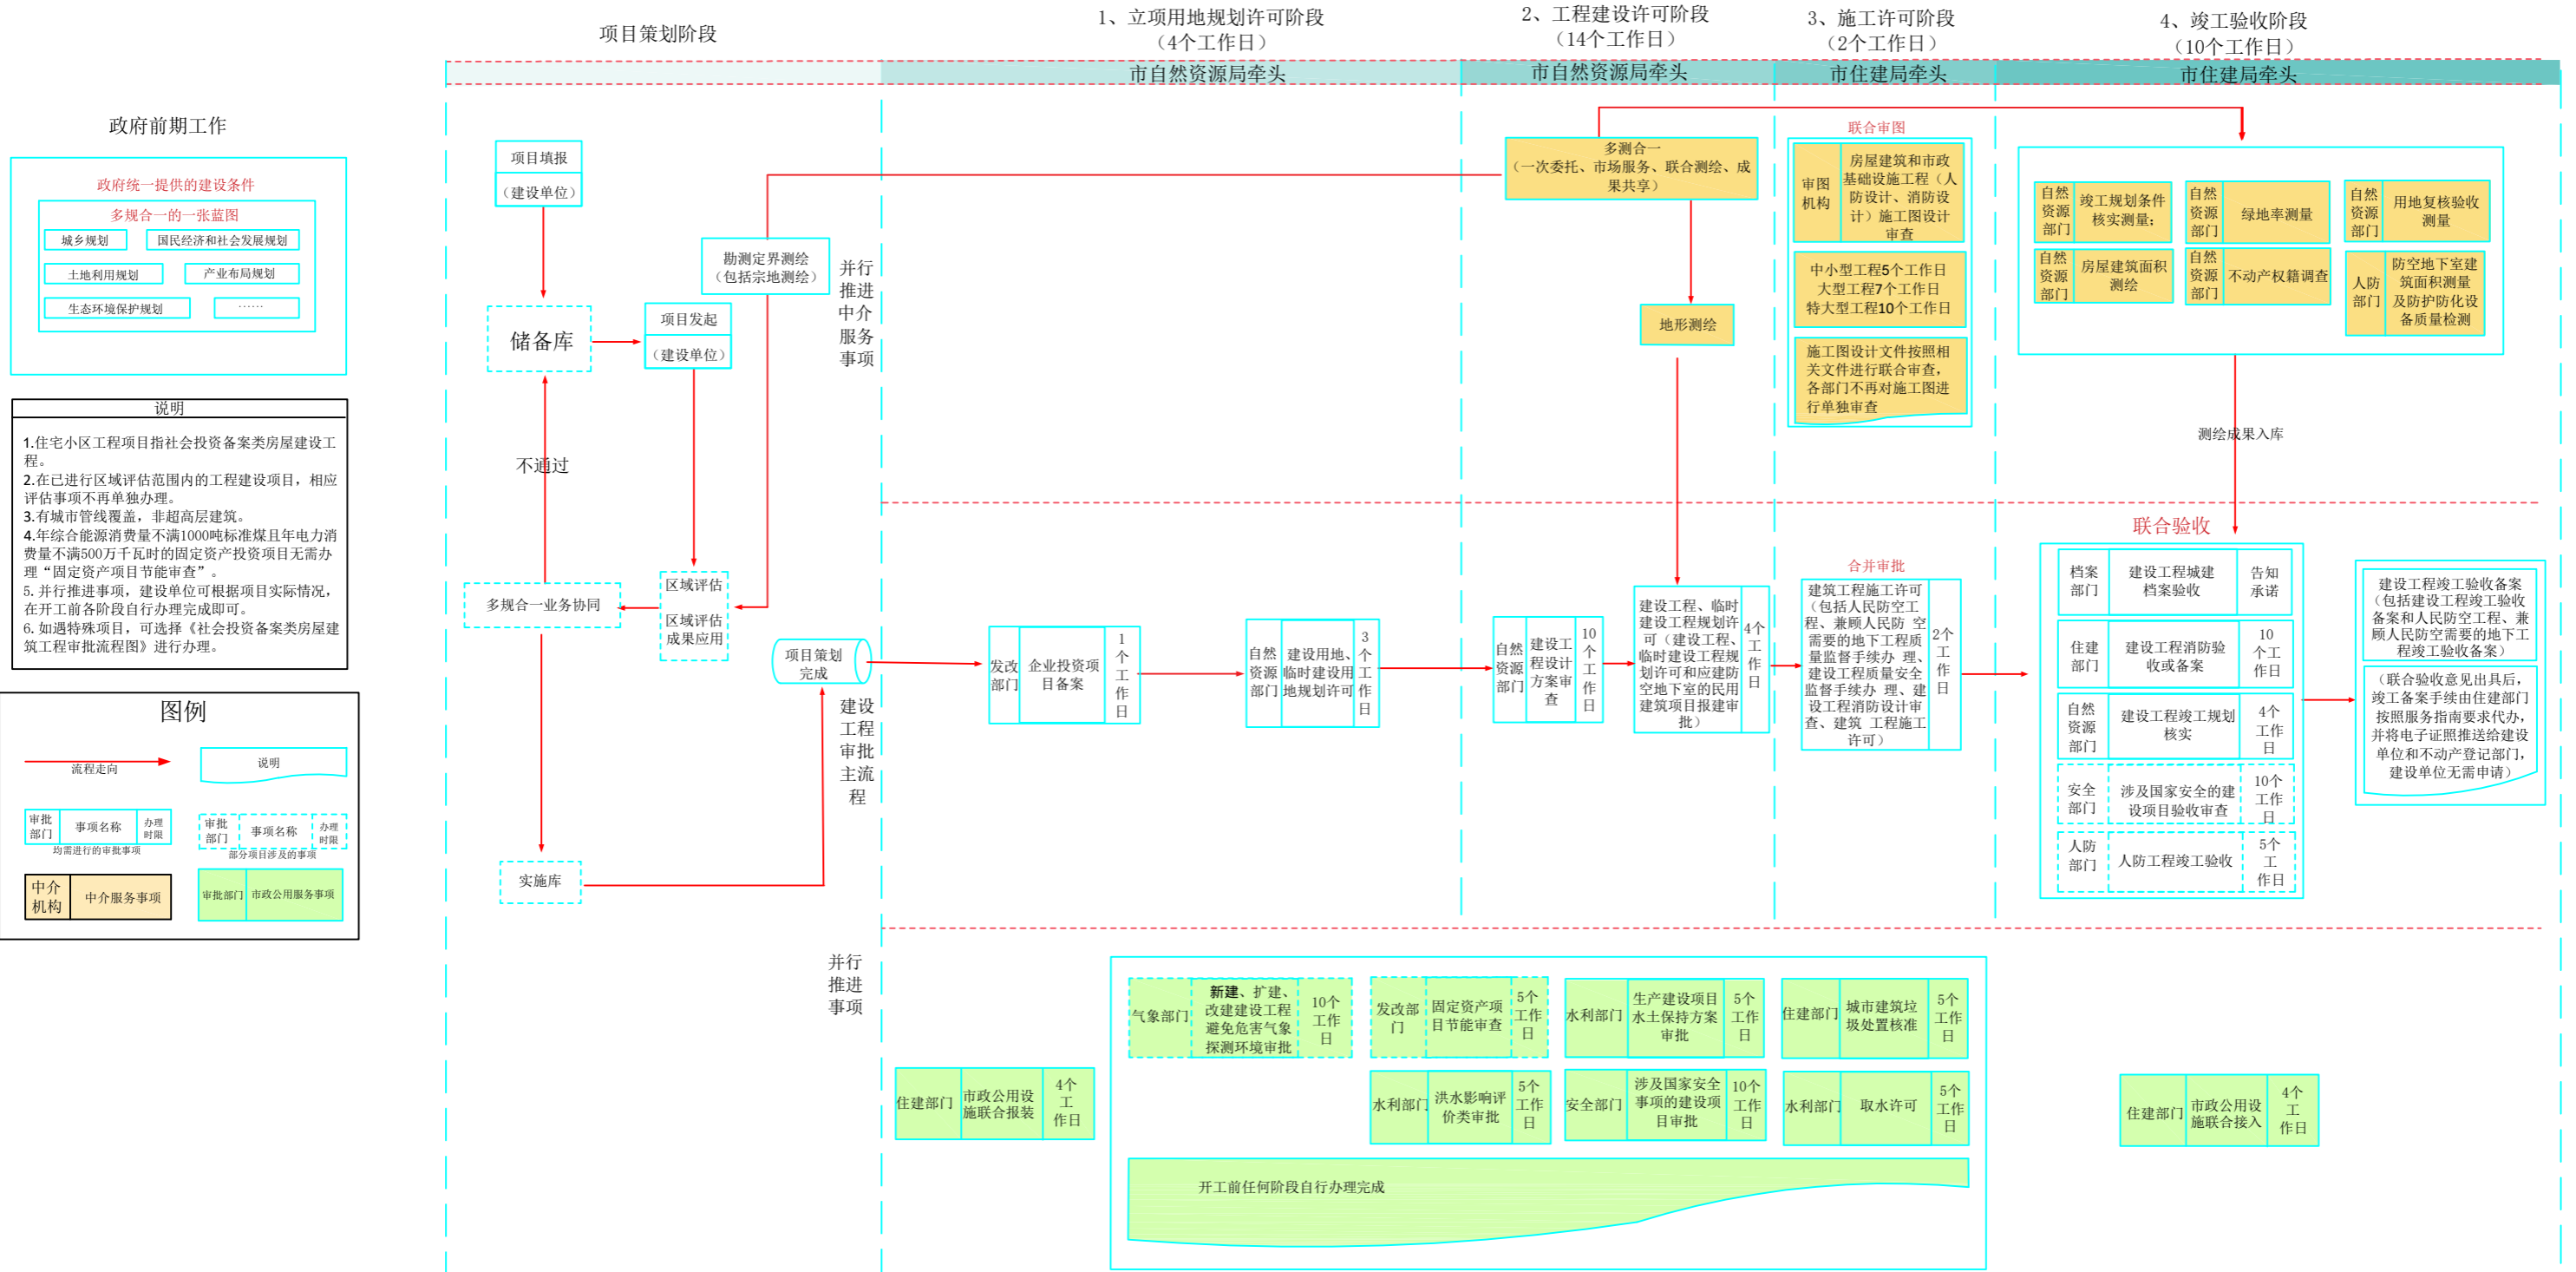 项目策划阶段
1、立项用地规划许可阶段
（4个工作日）
2、工程建设许可阶段
（14个工作日）
3、施工许可阶段
（2个工作日）
4、竣工验收阶段
（10个工作日）
市自然资源局牵头
市自然资源局牵头
市住建局牵头
市住建局牵头
政府前期工作
政府统一提供的建设条件
多规合一的一张蓝图
城乡规划
国民经济和社会发展规划
土地利用规划
产业布局规划
生态环境保护规划
……
说明
1.住宅小区工程项目指社会投资备案类房屋建设工
程。
2.在已进行区域评估范围内的工程建设项目，相应
评估事项不再单独办理。
3.有城市管线覆盖，非超高层建筑。
4.年综合能源消费量不满1000吨标准煤且年电力消
费量不满500万千瓦时的固定资产投资项目无需办
理“固定资产项目节能审查”。
5. 并行推进事项，建设单位可根据项目实际情况，
在开工前各阶段自行办理完成即可。
6. 如遇特殊项目，可选择《社会投资备案类房屋建
筑工程审批流程图》进行办理。
图例
流程走向
说明
审批
部门
事项名称
办理
时限
均需进行的审批事项
审批
部门
事项名称
办理
时限
部分项目涉及的事项
中介
机构
中介服务事项
审批部门
市政公用服务事项
项目填报
（建设单位）
储备库
项目发起
（建设单位）
勘测定界测绘
（包括宗地测绘）
不通过
多规合一业务协同
区域评估
区域评估
成果应用
实施库
项目策划
完成
并行
推进
中介
服务
事项
多测合一
（一次委托、市场服务、联合测绘、成
果共享）
地形测绘
联合审图
审图
机构
房屋建筑和市政
基础设施工程（人
防设计、消防设
计）施工图设计
审查
中小型工程5个工作日
大型工程7个工作日
特大型工程10个工作日
施工图设计文件按照相
关文件进行联合审查，
各部门不再对施工图进
行单独审查
自然
资源
部门
竣工规划条件
核实测量；
自然
资源
部门
绿地率测量
自然
资源
部门
用地复核验收
测量
自然
资源
部门
房屋建筑面积
测绘
自然
资源
部门
不动产权籍调查
人防
部门
防空地下室建
筑面积测量
及防护防化设
备质量检测
测绘成果入库
建设
工程
审批
主流
程
发改
部门
企业投资项
目备案
1
个
工
作
日
自然
资源
部门
建设用地、
临时建设用
地规划许可
3
个
工
作
日
自然
资源
部门
建设工
程设计
方案审
查
10
个
工
作
日
建设工程、临时
建设工程规划许
可（建设工程、
临时建设工程规
划许可和应建防
空地下室的民用
建筑项目报建审
批）
4个
工
作
日
合并审批
建筑工程施工许可
（包括人民防空工
程、兼顾人民防 空
需要的地下工程质
量监督手续办 理、
建设工程质量安全
监督手续办 理、建
设工程消防设计审
查、建筑 工程施工
许可）
2个
工
作
日
联合验收
档案
部门
建设工程城建
档案验收
告知
承诺
住建
部门
建设工程消防验
收或备案
10
个工
作日
自然
资源
部门
建设工程竣工规划
核实
4个
工作
日
安全
部门
涉及国家安全的建
设项目验收审查
10个
工作
日
人防
部门
人防工程竣工验收
5个
工
作日
建设工程竣工验收备案
（包括建设工程竣工验收
备案和人民防空工程、兼
顾人民防空需要的地下工
程竣工验收备案）
（联合验收意见出具后，
竣工备案手续由住建部门
按照服务指南要求代办，
并将电子证照推送给建设
单位和不动产登记部门，
建设单位无需申请）
并行
推进
事项
住建部门
市政公用设
施联合报装
4个
工
作日
气象部门
新建、扩建、
改建建设工程
避免危害气象
探测环境审批
10个
工作
日
发改部
门
固定资产项
目节能审查
5个
工作
日
水利部门
生产建设项目
水土保持方案
审批
5个
工作
日
住建部门
城市建筑垃
圾处置核准
5个
工作
日
水利部门
洪水影响评
价类审批
5个
工作
日
安全部门
涉及国家安全
事项的建设项
目审批
10个
工作
日
水利部门
取水许可
5个
工作
日
开工前任何阶段自行办理完成
住建部门
市政公用设
施联合接入
4个
工
作日